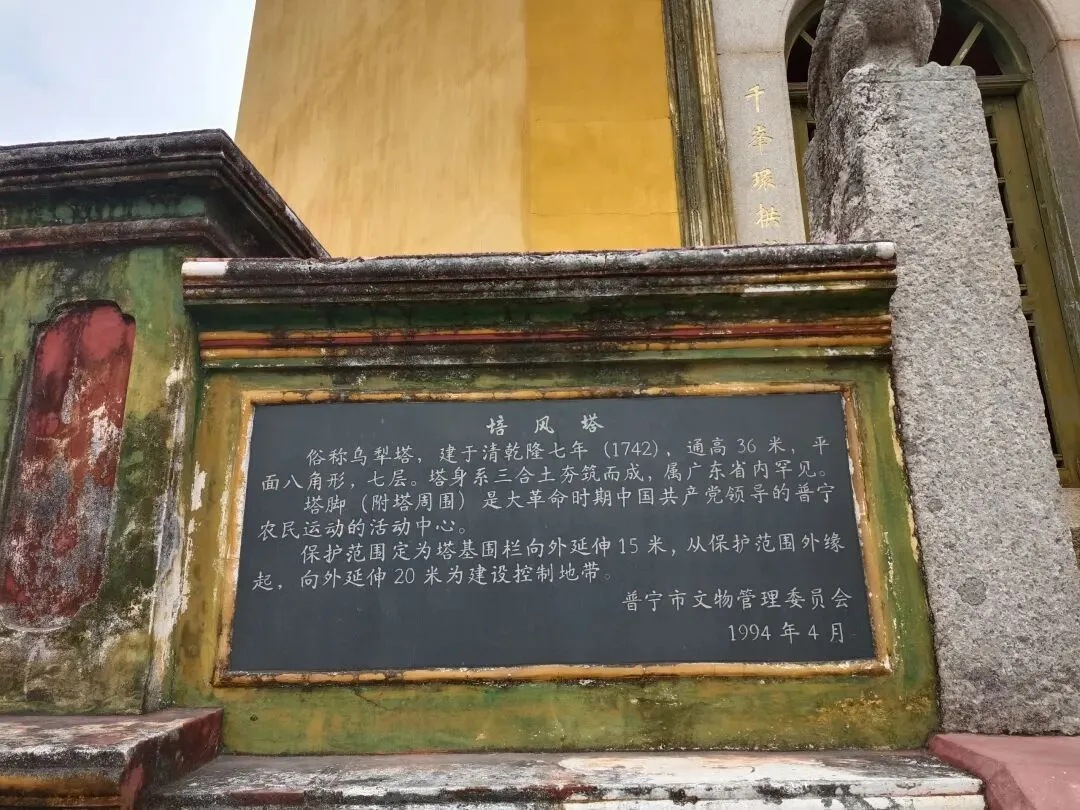 千峯環拱
培风塔
俗称乌犁塔，建于清乾隆七年（1742），通高36米，平
面八角形，七层。塔身系三合土夯筑而成，属广东省内罕见。
塔脚（附塔周围）是大革命时期中国共产党领导的普宁
农民运动的活动中心。
保护范围定为塔基围栏向外延伸15米，从保护范围外缘
起，向外延伸20米为建设控制地带。
普宁市文物管理委员会
1994年4月